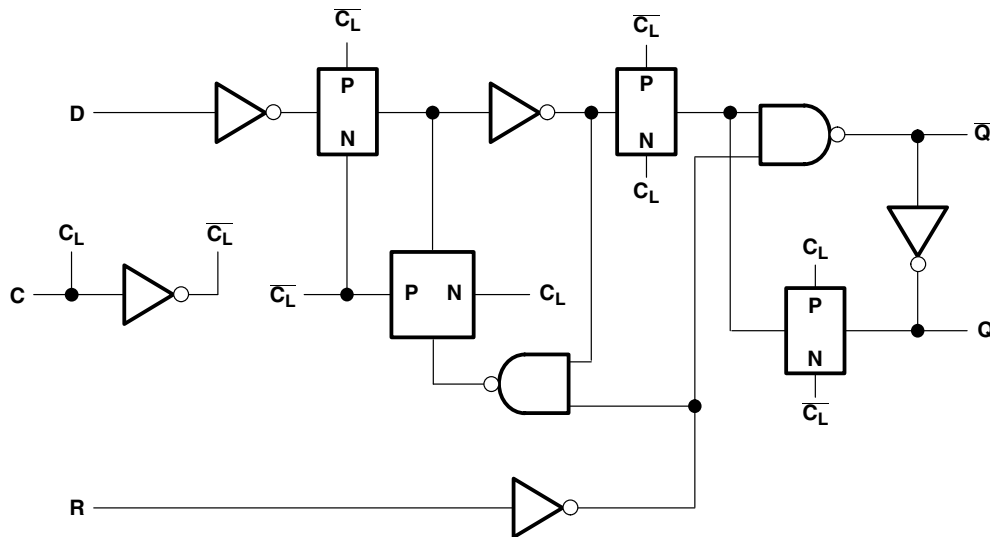 C̅L̅ C̅L̅
P P
D
N N
Q̅
CL
CL C̅L̅
CL
C C̅L̅ P N CL
P
Q
N
C̅L̅
R